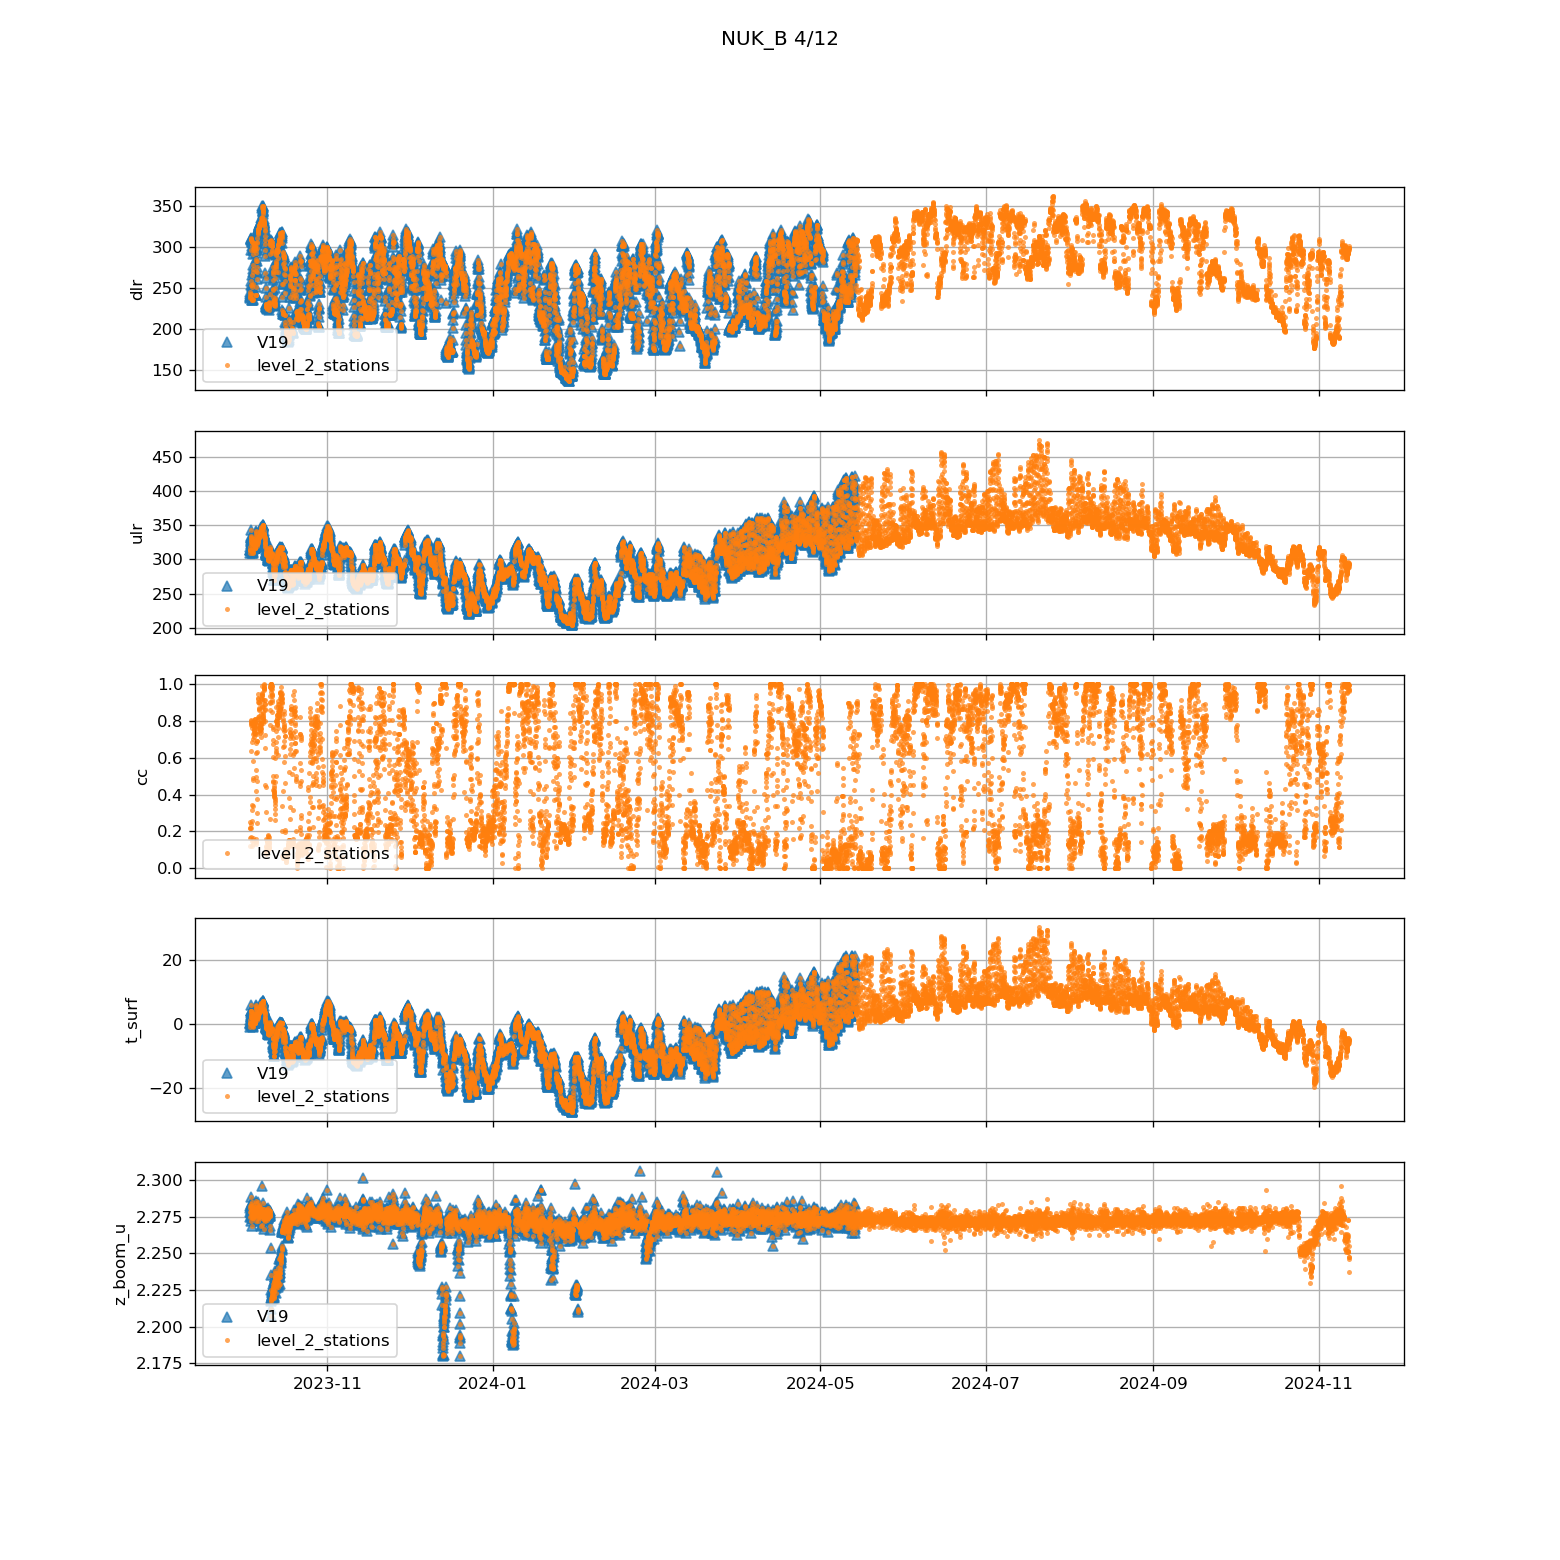 NUK_B 4/12
350
300
250
200
150
dlr
V19
level_2_stations
450
400
350
300
250
200
ulr
V19
level_2_stations
1.0
0.8
0.6
0.4
0.2
0.0
cc
level_2_stations
20
0
−20
t_surf
V19
level_2_stations
2.300
2.275
2.250
2.225
2.200
2.175
z_boom_u
V19
level_2_stations
2023-11 2024-01 2024-03 2024-05 2024-07 2024-09 2024-11